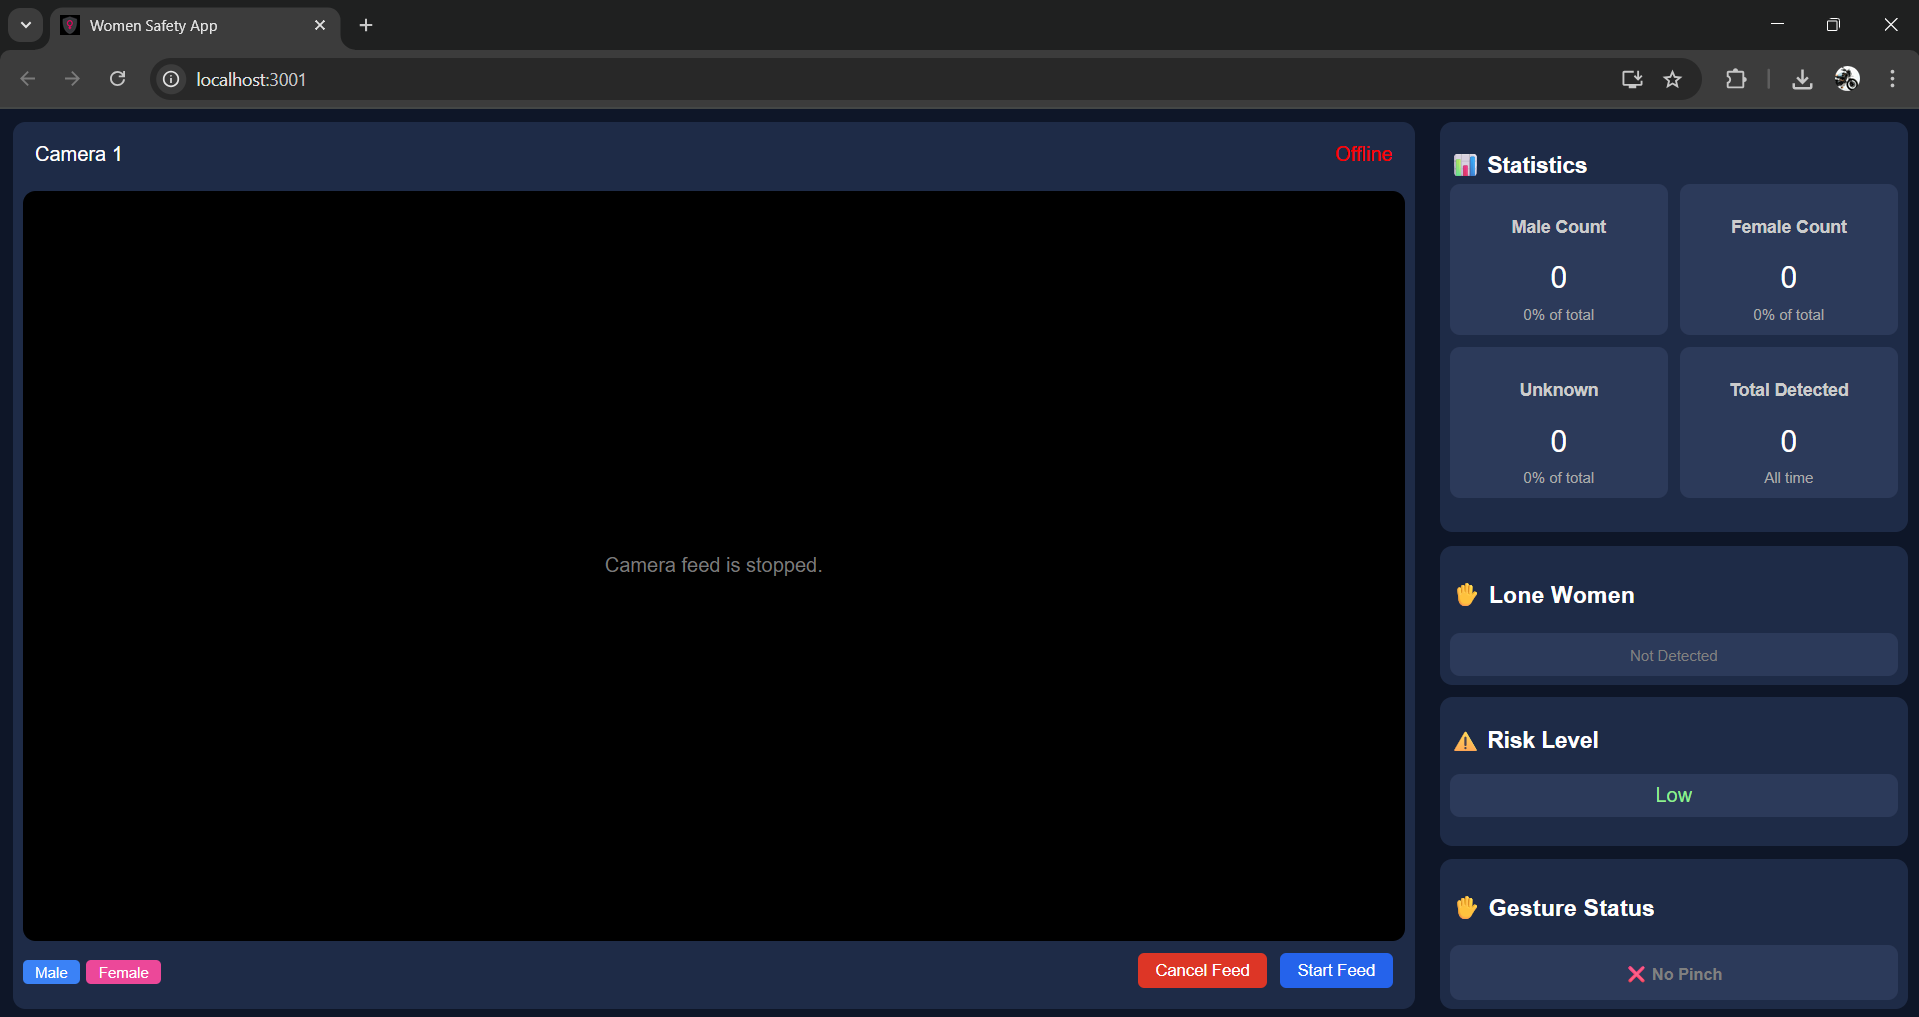 Women Safety App
localhost:3001
Camera 1
Offline
Camera feed is stopped.
Male
Female
Cancel Feed
Start Feed
Statistics
Male Count
0
0% of total
Female Count
0
0% of total
Unknown
0
0% of total
Total Detected
0
All time
Lone Women
Not Detected
Risk Level
Low
Gesture Status
No Pinch